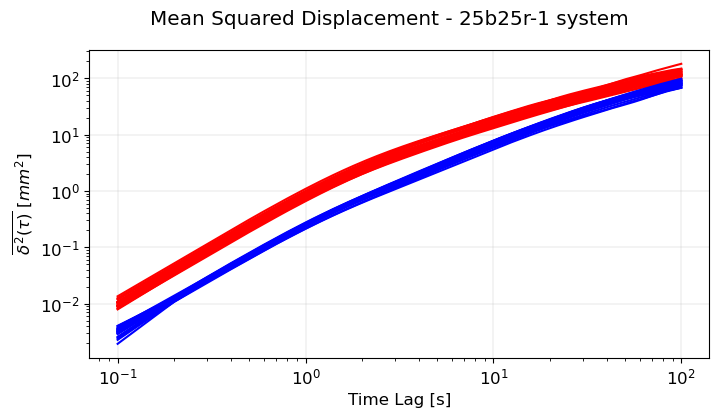 Mean Squared Displacement - 25b25r-1 system
10²
10¹
10⁰
10⁻¹
10⁻²
δ²(τ) [mm²]
10⁻¹ 10⁰ 10¹ 10²
Time Lag [s]